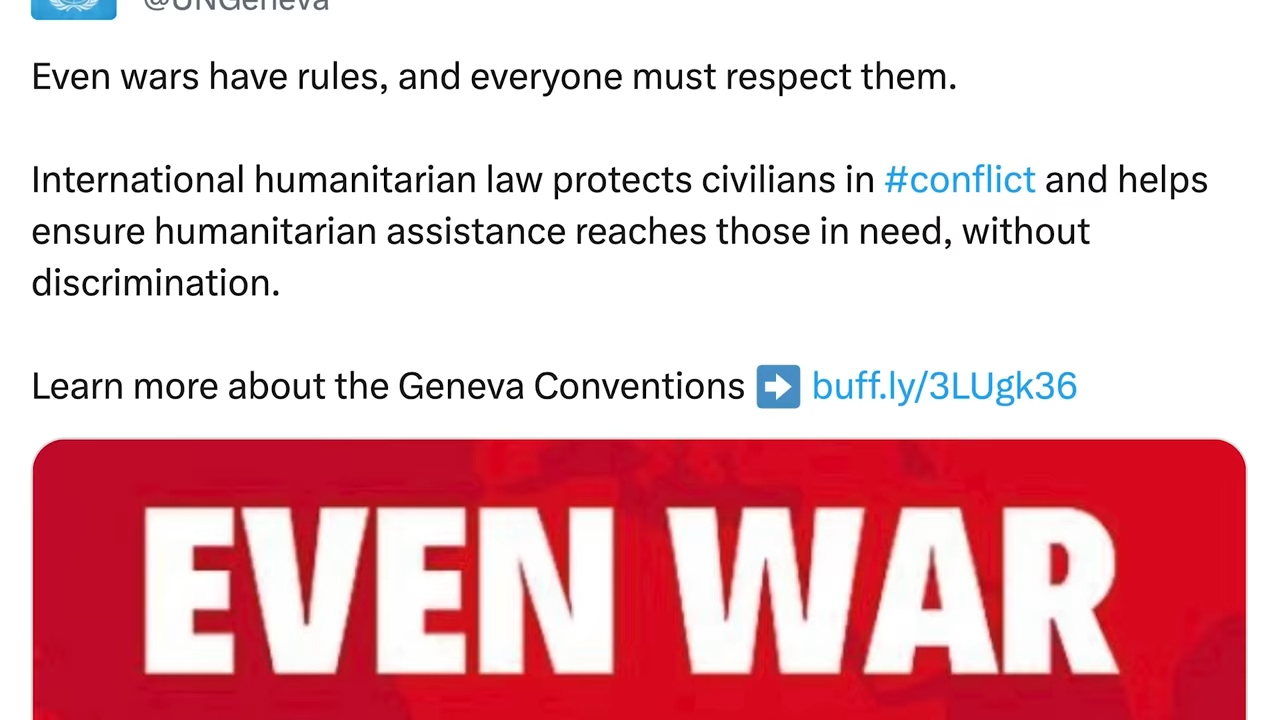 @UNGeneva
Even wars have rules, and everyone must respect them.
International humanitarian law protects civilians in #conflict and helps
ensure humanitarian assistance reaches those in need, without
discrimination.
Learn more about the Geneva Conventions ➡️ buff.ly/3LUgk36
EVEN WAR